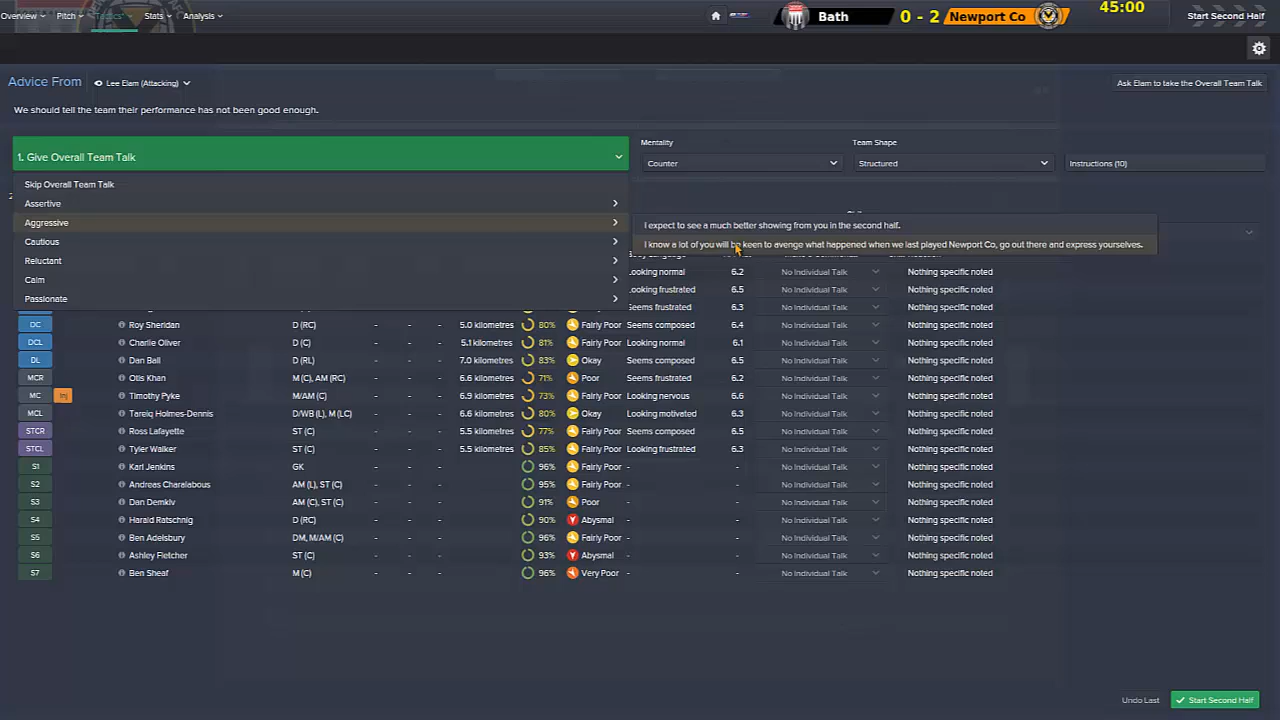 Overview Pitch Tactics Stats Analysis Bath 0 - 2 Newport Co 45:00 Start Second Half
Advice From Lee Elam (Attacking) Ask Elam to take the Overall Team Talk
We should tell the team their performance has not been good enough.
1. Give Overall Team Talk
Mentality Team Shape
Counter Structured Instructions (10)
Skip Overall Team Talk
Assertive
Aggressive
Cautious
Reluctant
Calm
Passionate
I expect to see a much better showing from you in the second half.
I know a lot of you will be keen to avenge what happened when we last played Newport Co, go out there and express yourselves.
Looking normal 6.2 No Individual Talk Nothing specific noted
Looking frustrated 6.5 No Individual Talk Nothing specific noted
Seems frustrated 6.3 No Individual Talk Nothing specific noted
DC Roy Sheridan D (RC) - - - 5.0 kilometres 80% Fairly Poor Seems composed 6.4 No Individual Talk Nothing specific noted
DCL Charlie Oliver D (C) - - - 5.1 kilometres 81% Fairly Poor Looking normal 6.1 No Individual Talk Nothing specific noted
DL Dan Ball D (RL) - - - 7.0 kilometres 83% Okay Seems composed 6.5 No Individual Talk Nothing specific noted
MCR Otis Khan M (C), AM (RC) - - - 6.6 kilometres 71% Poor Seems frustrated 6.2 No Individual Talk Nothing specific noted
MC Inj Timothy Pyke M/AM (C) - - - 6.9 kilometres 73% Fairly Poor Looking nervous 6.6 No Individual Talk Nothing specific noted
MCL Tareiq Holmes-Dennis D/WB (L), M (LC) - - - 6.6 kilometres 80% Okay Looking motivated 6.3 No Individual Talk Nothing specific noted
STCR Ross Lafayette ST (C) - - - 5.5 kilometres 77% Fairly Poor Seems composed 6.5 No Individual Talk Nothing specific noted
STCL Tyler Walker ST (C) - - - 5.5 kilometres 85% Fairly Poor Looking frustrated 6.3 No Individual Talk Nothing specific noted
S1 Karl Jenkins GK - - - 96% Fairly Poor - - No Individual Talk Nothing specific noted
S2 Andreas Charalabous AM (L), ST (C) - - - 95% Fairly Poor - - No Individual Talk Nothing specific noted
S3 Dan Demkiv AM (C), ST (C) - - - 91% Poor - - No Individual Talk Nothing specific noted
S4 Harald Ratschnig D (RC) - - - 90% Abysmal - - No Individual Talk Nothing specific noted
S5 Ben Adelsbury DM, M/AM (C) - - - 96% Fairly Poor - - No Individual Talk Nothing specific noted
S6 Ashley Fletcher ST (C) - - - 93% Abysmal - - No Individual Talk Nothing specific noted
S7 Ben Sheaf M (C) - - - 96% Very Poor - - No Individual Talk Nothing specific noted
Undo Last Start Second Half